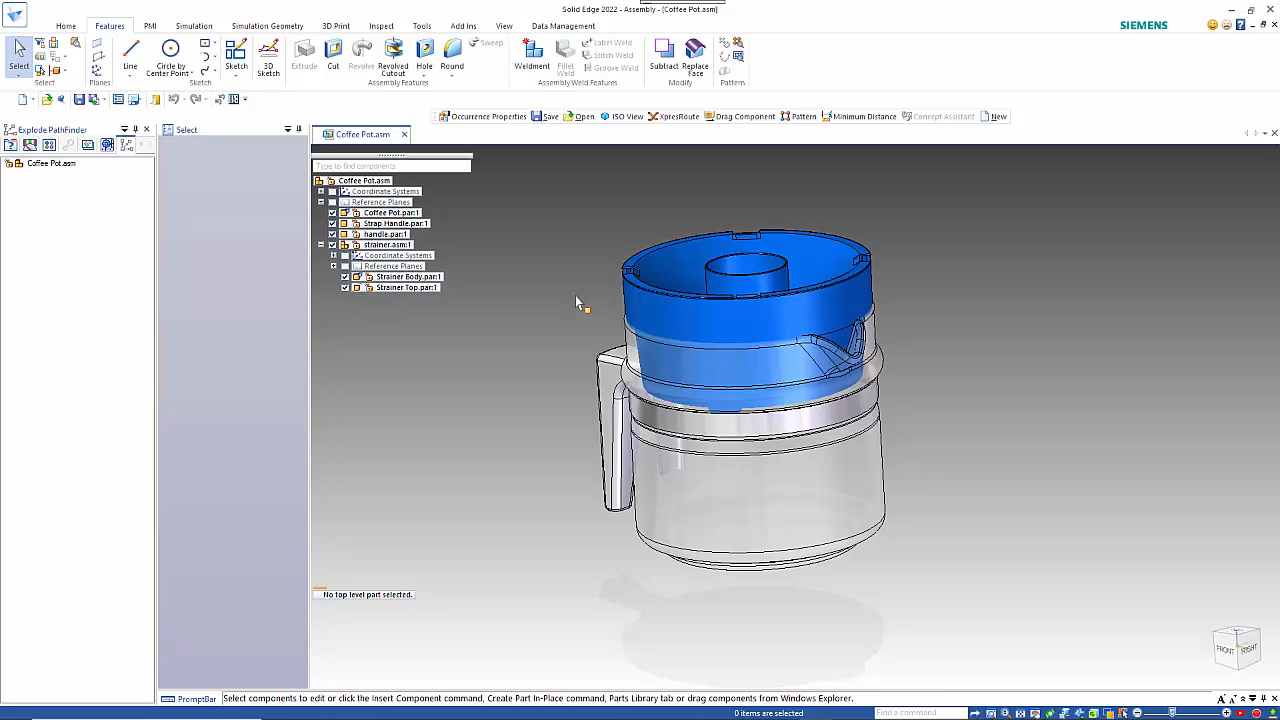 Solid Edge 2022 - Assembly - [Coffee Pot.asm]
Home Features PMI Simulation Simulation Geometry 3D Print Inspect Tools Add Ins View Data Management
SIEMENS
Select
Line
Circle by Center Point
Sketch
3D Sketch
Extrude
Cut
Revolve
Revolved Cutout
Hole
Round
Sweep
Weldment
Fillet Weld
Label Weld
Stitch Weld
Groove Weld
Subtract
Replace Face
Select Planes Sketch Assembly Features Assembly Weld Features Modify Pattern
Occurrence Properties Save Open ISO View XpresRoute Drag Component Pattern Minimum Distance Concept Assistant New
Explode PathFinder
Select
Coffee Pot.asm
Coffee Pot.asm
Type to find components
Coffee Pot.asm
Coordinate Systems
Reference Planes
Coffee Pot.par:1
Strap Handle.par:1
handle.par:1
strainer.asm:1
Coordinate Systems
Reference Planes
Strainer Body.par:1
Strainer Top.par:1
No top level part selected.
FRONT RIGHT
PromptBar Select components to edit or click the Insert Component command, Create Part In-Place command, Parts Library tab or drag components from Windows Explorer.
0 items are selected
Find a command